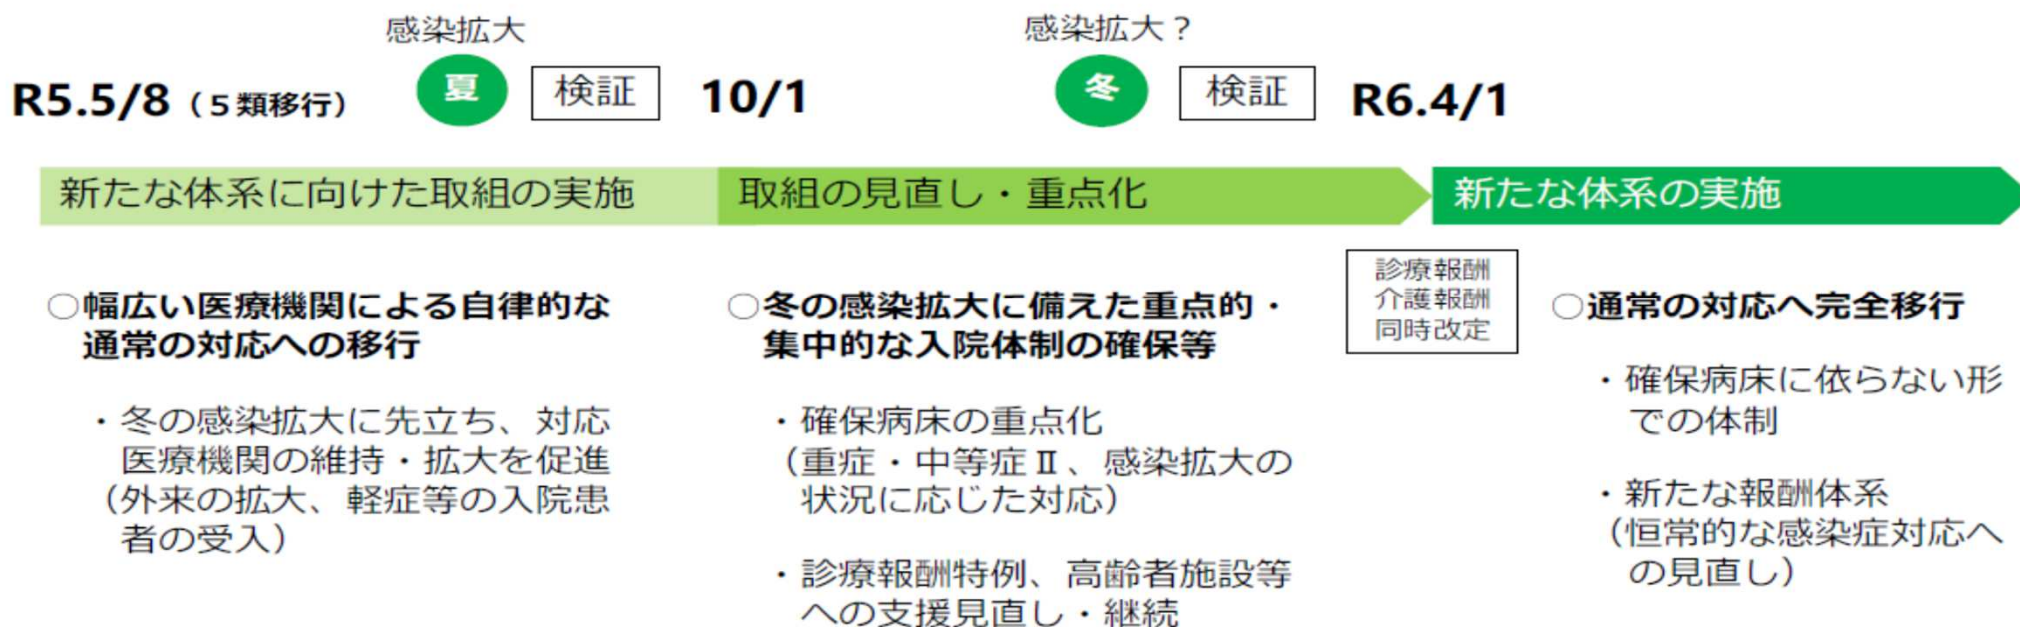 感染拡大
感染拡大？
R5.5/8（５類移行）
夏
検証
10/1
冬
検証
R6.4/1
新たな体系に向けた取組の実施
取組の見直し・重点化
新たな体系の実施
○幅広い医療機関による自律的な
通常の対応への移行
・冬の感染拡大に先立ち、対応
医療機関の維持・拡大を促進
（外来の拡大、軽症等の入院患
者の受入）
○冬の感染拡大に備えた重点的・
集中的な入院体制の確保等
・確保病床の重点化
（重症・中等症Ⅱ、感染拡大の
状況に応じた対応）
・診療報酬特例、高齢者施設等
への支援見直し・継続
診療報酬
介護報酬
同時改定
○通常の対応へ完全移行
・確保病床に依らない形
での体制
・新たな報酬体系
（恒常的な感染症対応へ
の見直し）